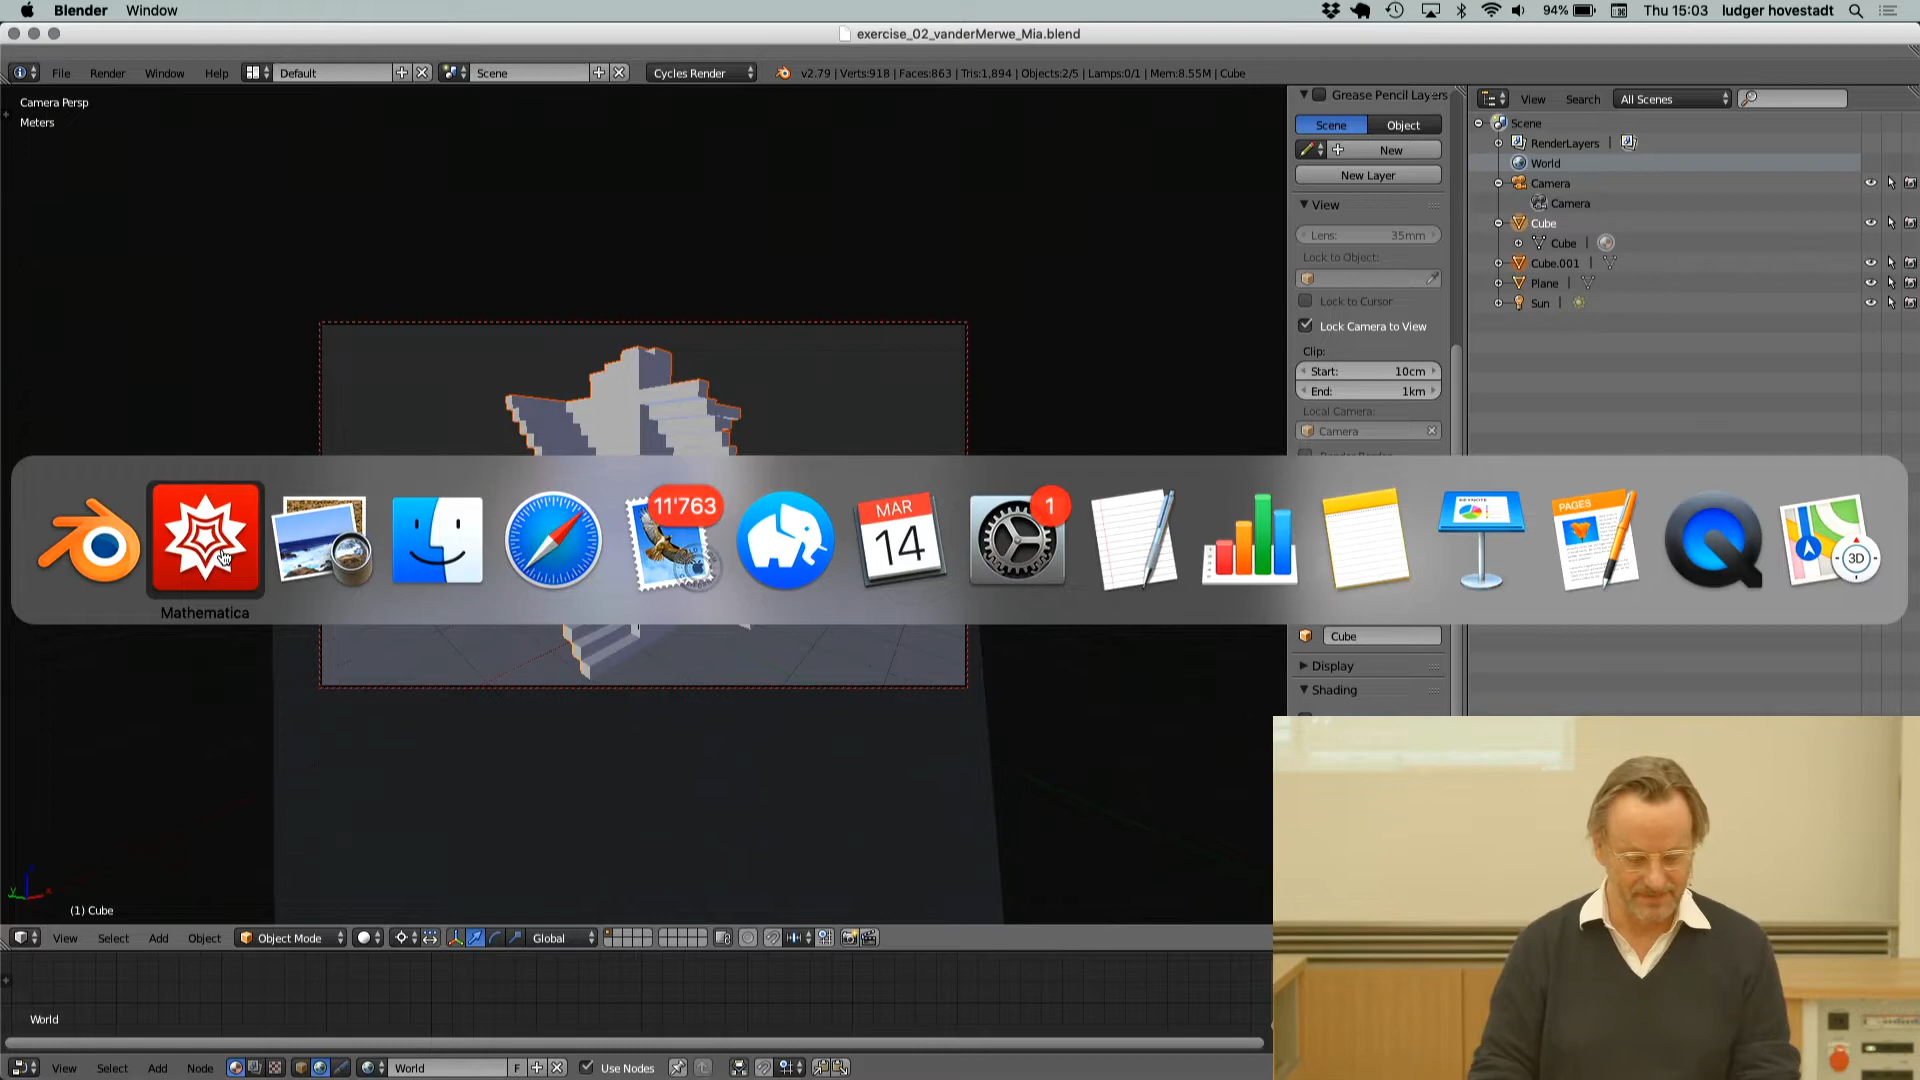 Blender Window 94% Thu 15:03 ludger hovestadt
exercise_02_vanderMerwe_Mia.blend
File Render Window Help Default Scene Cycles Render v2.79 | Verts:918 | Faces:863 | Tris:1,894 | Objects:2/5 | Lamps:0/1 | Mem:8.55M | Cube
Camera Persp
Meters
Grease Pencil Layers
Scene Object
New
New Layer
View
Lens: 35mm
Lock to Object:
Lock to Cursor
Lock Camera to View
Clip:
Start: 10cm
End: 1km
Local Camera:
Camera
View Search All Scenes
Scene
RenderLayers |
World
Camera
Camera
Cube
Cube |
Cube.001 |
Plane |
Sun |
11'763
MAR
14
1
KEYNOTE
PAGES
3D
Mathematica
Cube
Display
Shading
(1) Cube
View Select Add Object Object Mode Global
World
View Select Add Node World F Use Nodes